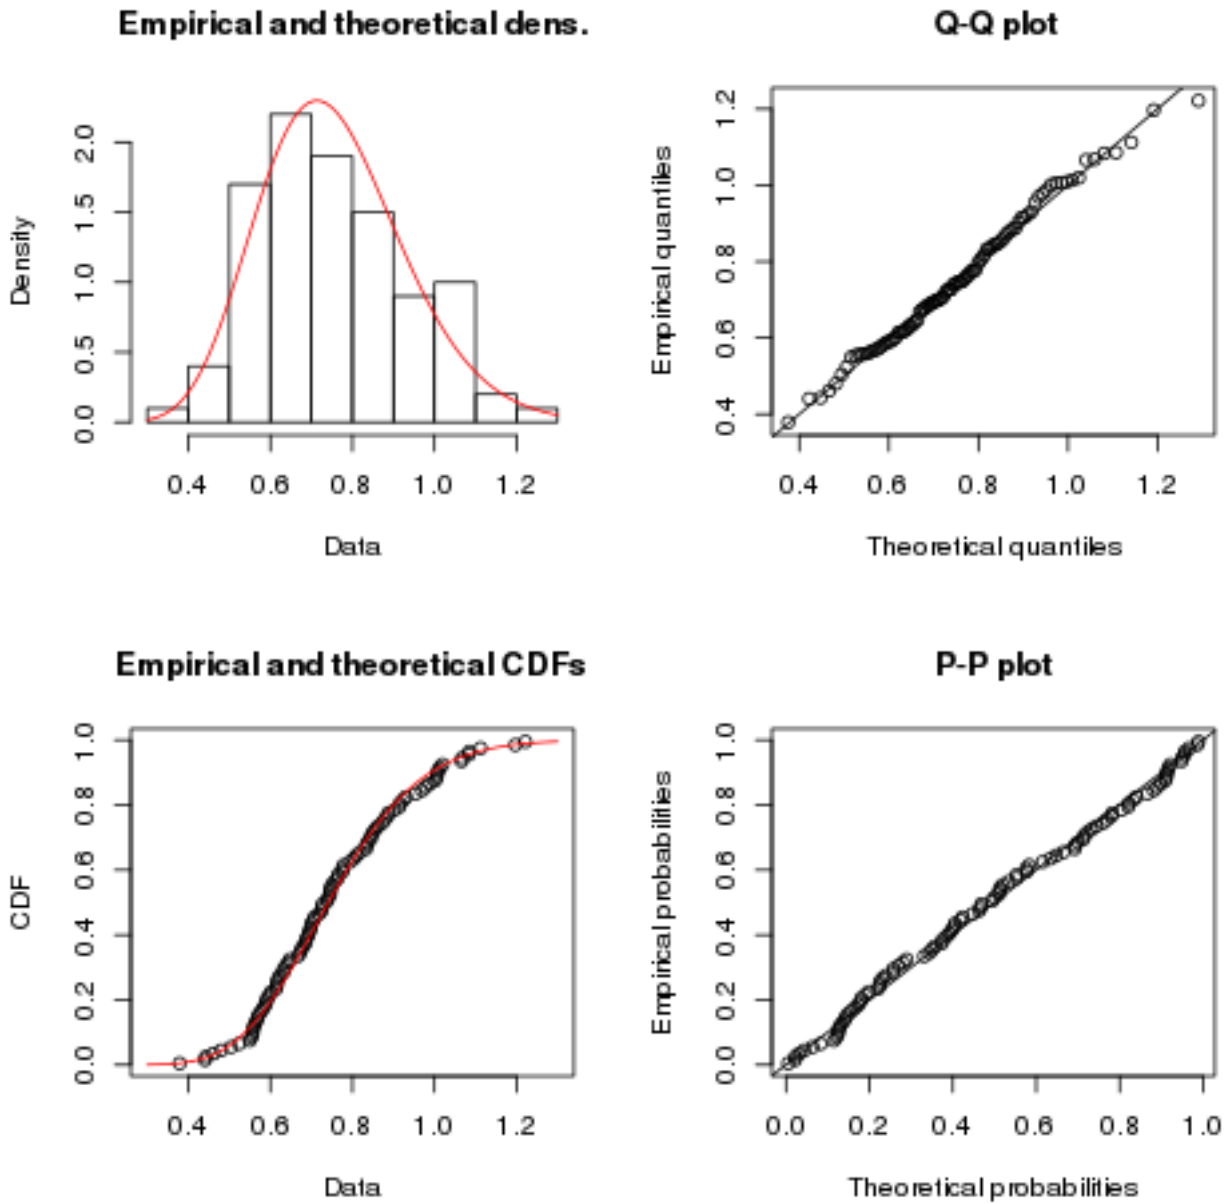 Empirical and theoretical dens.
Density
0.0 0.5 1.0 1.5 2.0
0.4 0.6 0.8 1.0 1.2
Data
Q-Q plot
Empirical quantiles
0.4 0.6 0.8 1.0 1.2
0.4 0.6 0.8 1.0 1.2
Theoretical quantiles
Empirical and theoretical CDFs
CDF
0.0 0.2 0.4 0.6 0.8 1.0
0.4 0.6 0.8 1.0 1.2
Data
P-P plot
Empirical probabilities
0.0 0.2 0.4 0.6 0.8 1.0
0.0 0.2 0.4 0.6 0.8 1.0
Theoretical probabilities